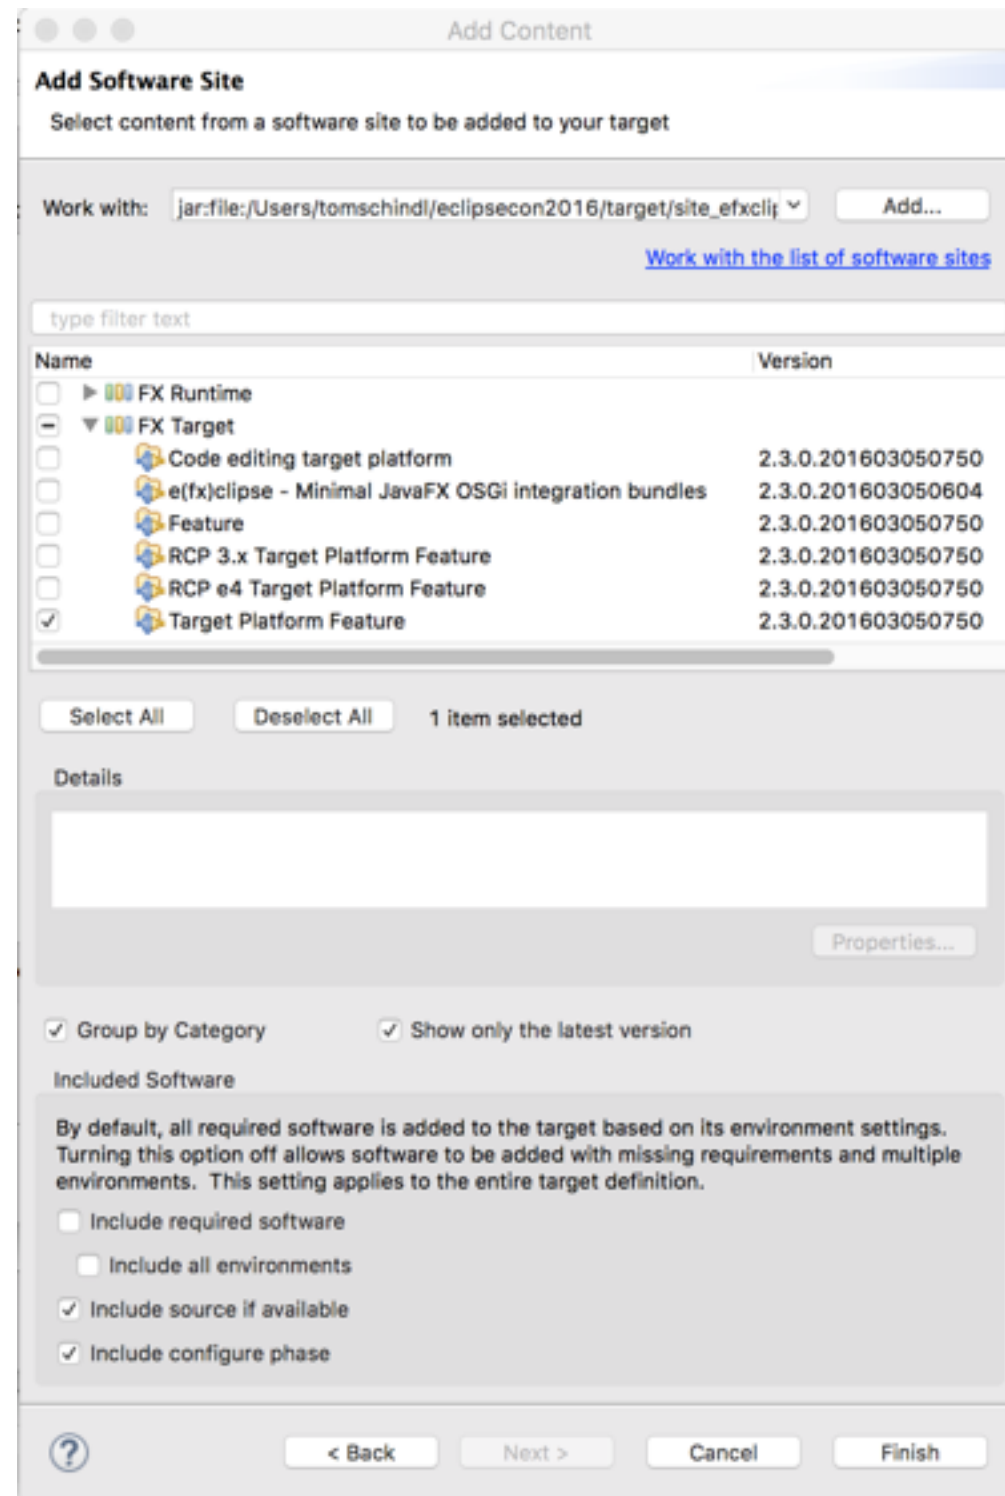 Add Content
Add Software Site
Select content from a software site to be added to your target
Work with: jar:file:/Users/tomschindl/eclipsecon2016/target/site_efxclip Add...
Work with the list of software sites
type filter text
Name Version
FX Runtime
FX Target
Code editing target platform 2.3.0.201603050750
e(fx)clipse - Minimal JavaFX OSGi integration bundles 2.3.0.201603050604
Feature 2.3.0.201603050750
RCP 3.x Target Platform Feature 2.3.0.201603050750
RCP e4 Target Platform Feature 2.3.0.201603050750
Target Platform Feature 2.3.0.201603050750
Select All Deselect All 1 item selected
Details
Properties...
Group by Category Show only the latest version
Included Software
By default, all required software is added to the target based on its environment settings.
Turning this option off allows software to be added with missing requirements and multiple
environments. This setting applies to the entire target definition.
Include required software
Include all environments
Include source if available
Include configure phase
? < Back Next > Cancel Finish